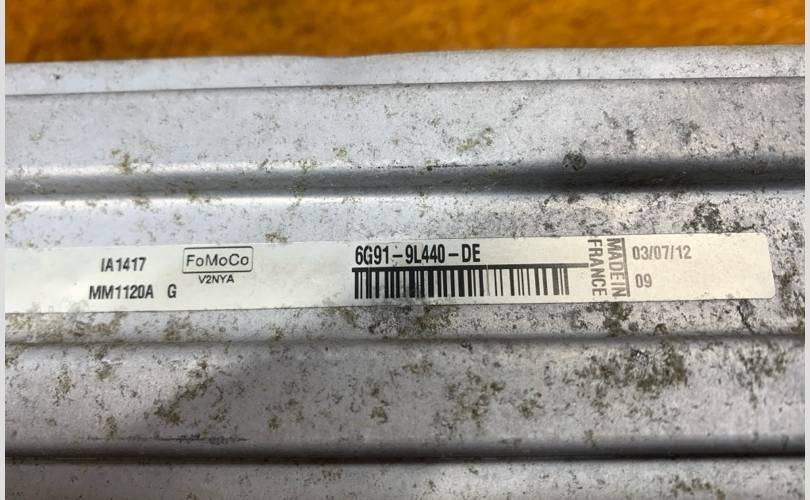 IA1417
MM1120A G
FoMoCo
V2NYA
6G91-9L440-DE
MADE IN
FRANCE
03/07/12
09